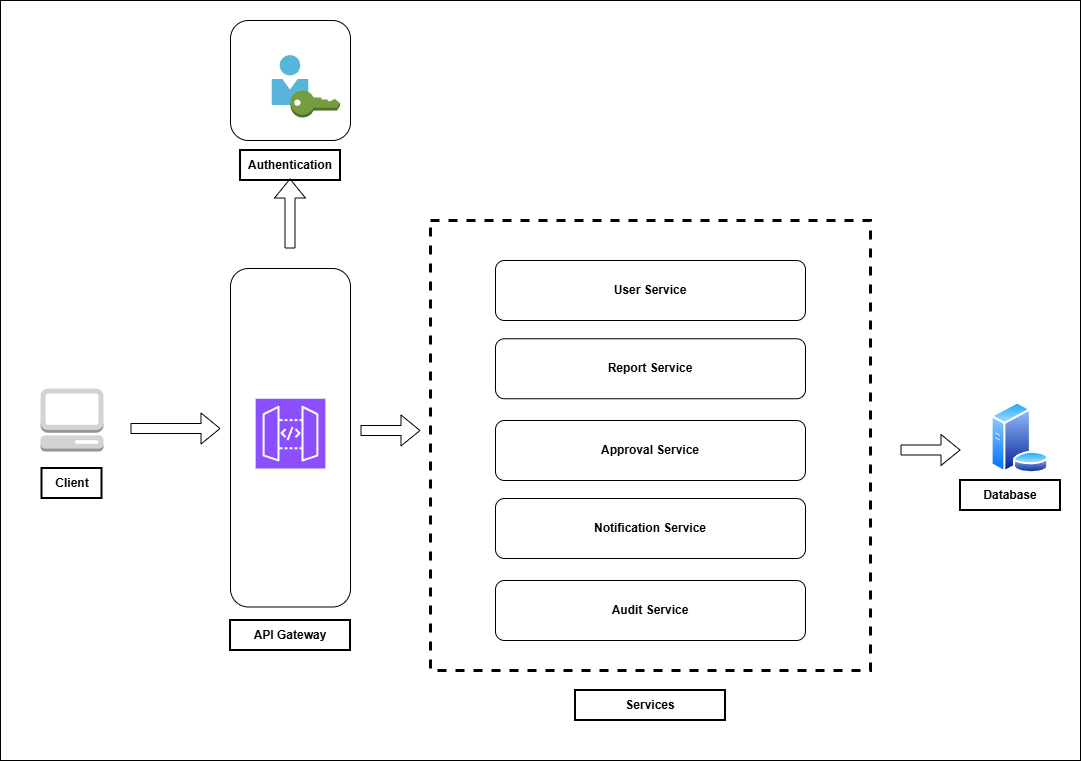 Authentication
User Service
Report Service
Approval Service
Client
</>
Database
Notification Service
Audit Service
API Gateway
Services